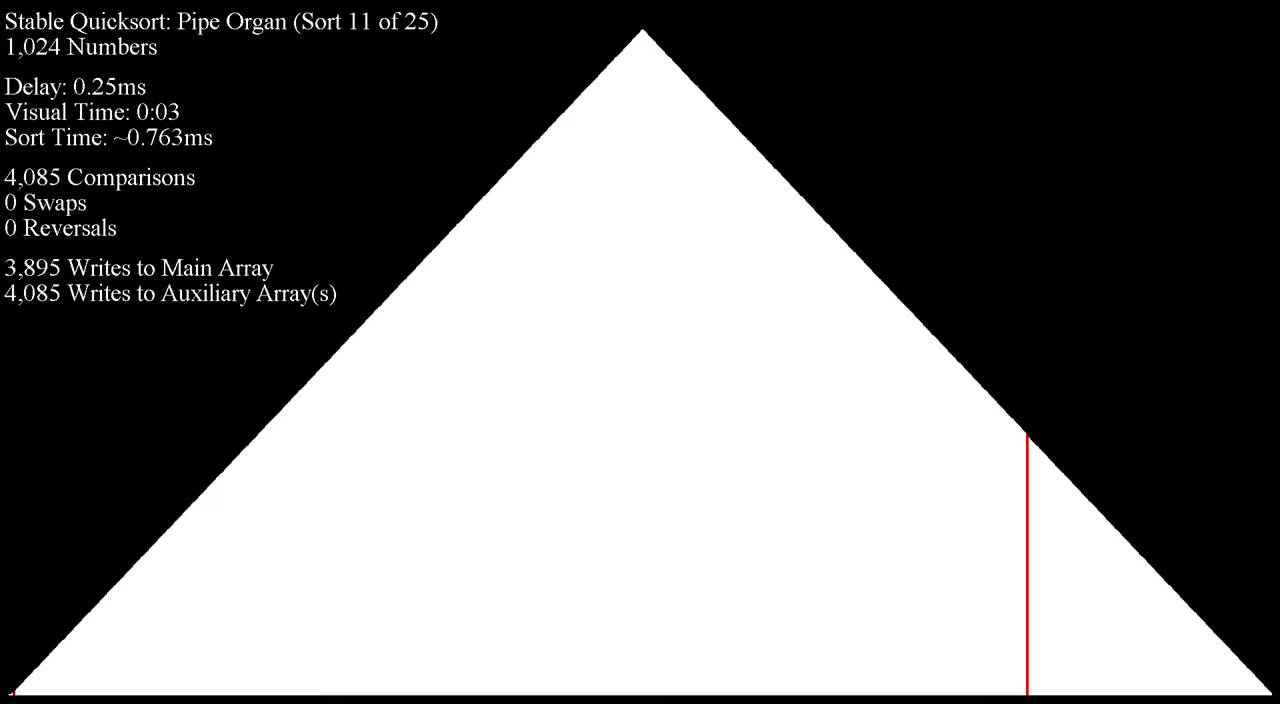 Stable Quicksort: Pipe Organ (Sort 11 of 25)
1,024 Numbers
Delay: 0.25ms
Visual Time: 0:03
Sort Time: ~0.763ms
4,085 Comparisons
0 Swaps
0 Reversals
3,895 Writes to Main Array
4,085 Writes to Auxiliary Array(s)